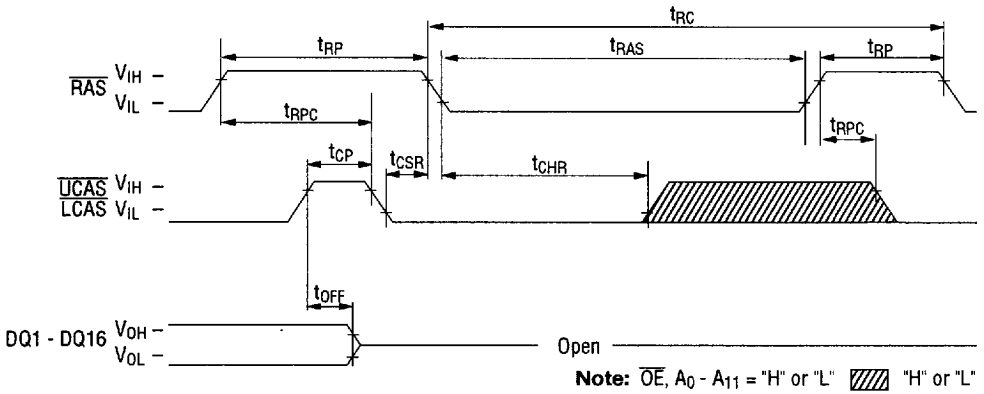 tRC
tRP
tRAS
tRP
RAS VIH
VIL
tRPC
tRPC
tCP
tCSR
tCHR
UCAS VIH
LCAS VIL
tOFF
DQ1 - DQ16 VOH
VOL
Open
Note: OE, A0 - A11 = "H" or "L" "H" or "L"